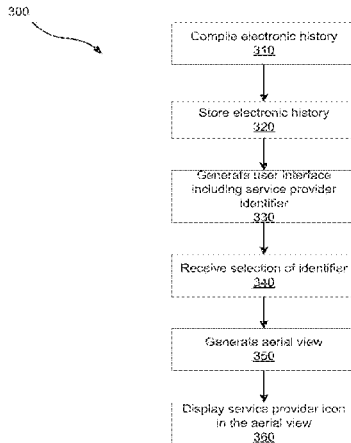 300
Compile electronic history
310
Store electronic history
320
Generate user interface
including service provider
identifier
330
Receive selection of identifier
340
Generate aerial view
350
Display service provider icon
in the aerial view
360